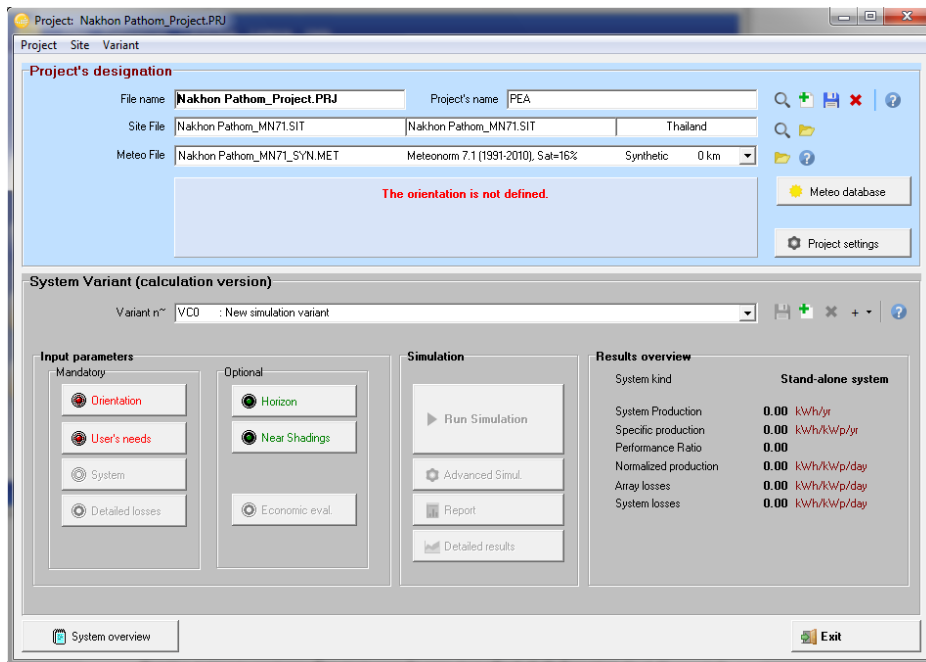 Project: Nakhon Pathom_Project.PRJ
Project Site Variant
Project's designation
File name Nakhon Pathom_Project.PRJ Project's name PEA
Site File Nakhon Pathom_MN71.SIT Nakhon Pathom_MN71.SIT Thailand
Meteo File Nakhon Pathom_MN71_SYN.MET Meteonorm 7.1 (1991-2010), Sat=16% Synthetic 0 km
The orientation is not defined.
Meteo database
Project settings
System Variant (calculation version)
Variant n~ VC0 : New simulation variant
Input parameters
Mandatory
Orientation
User's needs
System
Detailed losses
Optional
Horizon
Near Shadings
Economic eval.
Simulation
Run Simulation
Advanced Simul.
Report
Detailed results
Results overview
System kind Stand-alone system
System Production 0.00 kWh/yr
Specific production 0.00 kWh/kWp/yr
Performance Ratio 0.00
Normalized production 0.00 kWh/kWp/day
Array losses 0.00 kWh/kWp/day
System losses 0.00 kWh/kWp/day
System overview
Exit